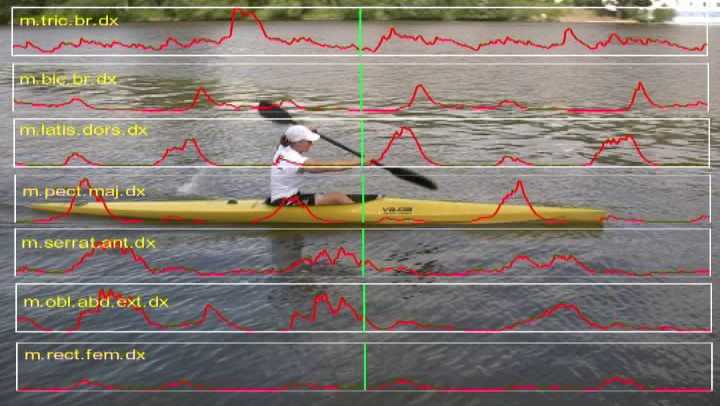 m.tric.br.dx
m.bic.br.dx
m.latis.dors.dx
m.pect.maj.dx
m.serrat.ant.dx
m.obl.abd.ext.dx
m.rect.fem.dx